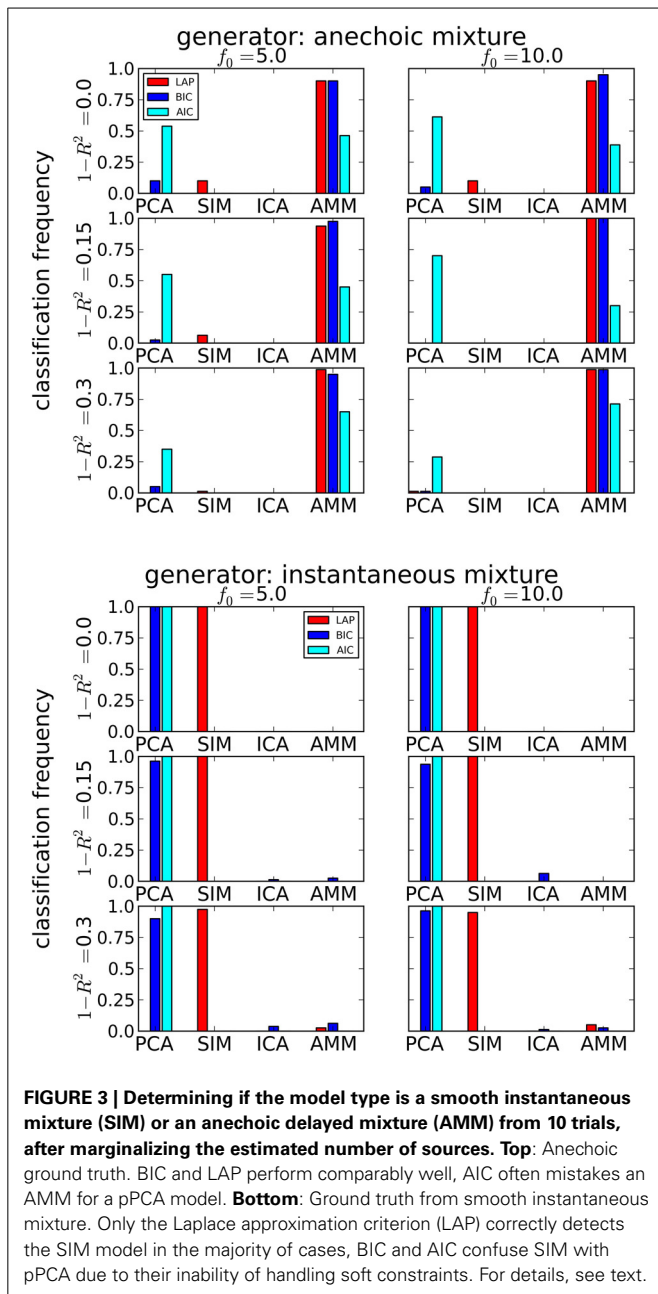 generator: anechoic mixture
f₀ = 5.0
f₀ = 10.0
classification frequency
1−R² = 0.0
1.0
0.75
0.5
0.25
0.0
LAP
BIC
AIC
PCA SIM ICA AMM
PCA SIM ICA AMM
1−R² = 0.15
1.0
0.75
0.5
0.25
0.0
PCA SIM ICA AMM
PCA SIM ICA AMM
1−R² = 0.3
1.0
0.75
0.5
0.25
0.0
PCA SIM ICA AMM
PCA SIM ICA AMM
generator: instantaneous mixture
f₀ = 5.0
f₀ = 10.0
classification frequency
1−R² = 0.0
1.0
0.75
0.5
0.25
0.0
LAP
BIC
AIC
PCA SIM ICA AMM
PCA SIM ICA AMM
1−R² = 0.15
1.0
0.75
0.5
0.25
0.0
PCA SIM ICA AMM
PCA SIM ICA AMM
1−R² = 0.3
1.0
0.75
0.5
0.25
0.0
PCA SIM ICA AMM
PCA SIM ICA AMM
FIGURE 3 | Determining if the model type is a smooth instantaneous
mixture (SIM) or an anechoic delayed mixture (AMM) from 10 trials,
after marginalizing the estimated number of sources. Top: Anechoic
ground truth. BIC and LAP perform comparably well, AIC often mistakes an
AMM for a pPCA model. Bottom: Ground truth from smooth instantaneous
mixture. Only the Laplace approximation criterion (LAP) correctly detects
the SIM model in the majority of cases, BIC and AIC confuse SIM with
pPCA due to their inability of handling soft constraints. For details, see text.